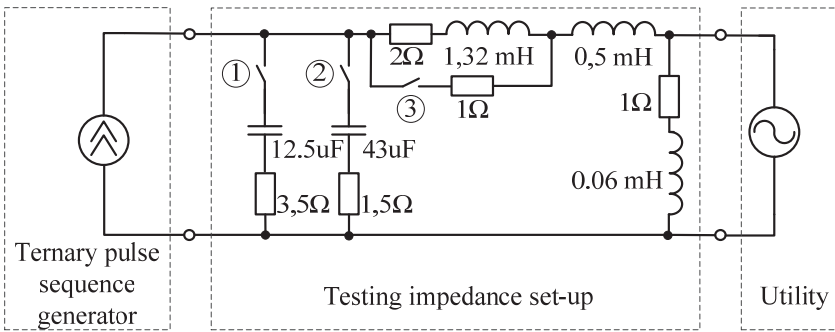 2Ω
1,32 mH
0,5 mH
①
②
③
1Ω
1Ω
12.5uF
43uF
0.06 mH
3,5Ω
1,5Ω
Ternary pulse
sequence
generator
Testing impedance set-up
Utility